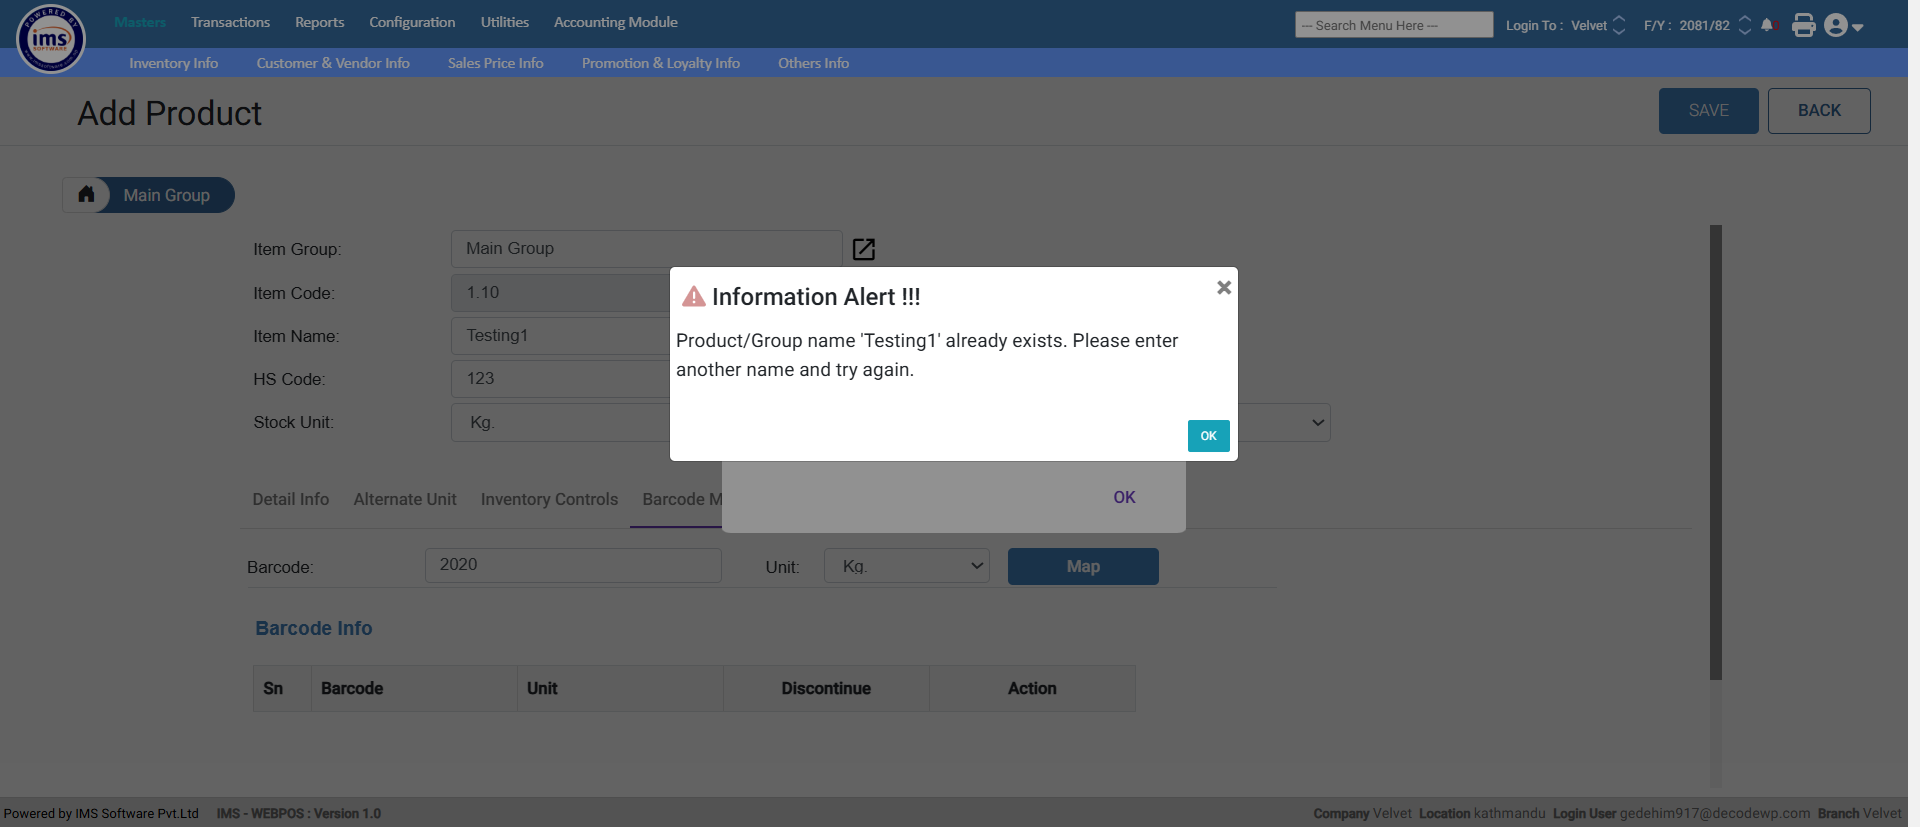 POWERED BY
ims
SOFTWARE
Masters Transactions Reports Configuration Utilities Accounting Module
--- Search Menu Here --- Login To : Velvet F/Y : 2081/82
Inventory Info Customer & Vendor Info Sales Price Info Promotion & Loyalty Info Others Info
Add Product
SAVE BACK
Main Group
Item Group: Main Group
Item Code: 1.10
Item Name: Testing1
HS Code: 123
Stock Unit: Kg.
Information Alert !!!
Product/Group name 'Testing1' already exists. Please enter
another name and try again.
OK
OK
Detail Info Alternate Unit Inventory Controls Barcode M
Barcode: 2020 Unit: Kg. Map
Barcode Info
Sn Barcode Unit Discontinue Action
Powered by IMS Software Pvt.Ltd IMS - WEBPOS : Version 1.0
Company Velvet Location kathmandu Login User gedehim917@decodewp.com Branch Velvet